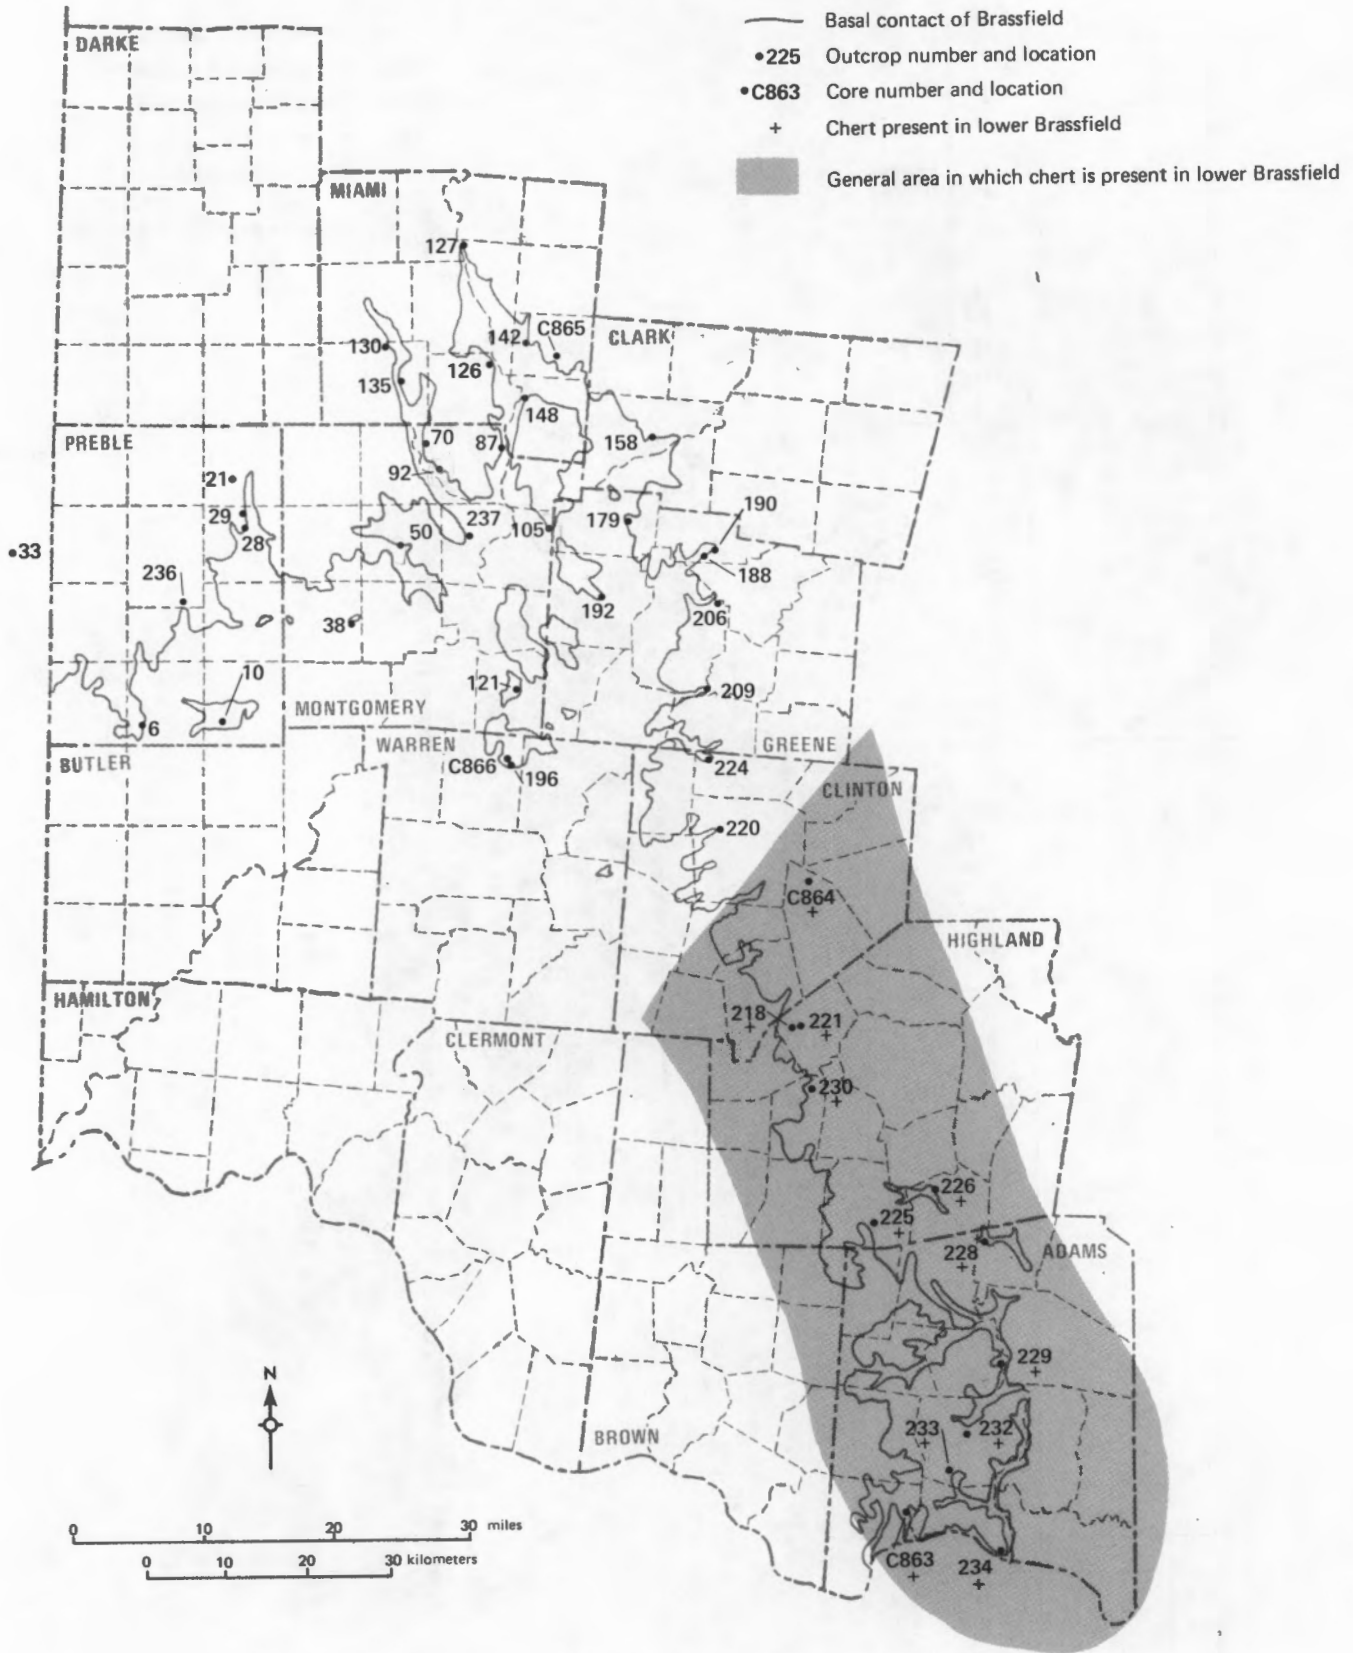 Basal contact of Brassfield
•225 Outcrop number and location
•C863 Core number and location
+ Chert present in lower Brassfield
General area in which chert is present in lower Brassfield
DARKE
MIAMI
127
142
C865
CLARK
130
126
135
148
PREBLE
70
87
158
92
21
190
29
50
237
105
179
28
33
188
236
192
206
38
10
121
209
MONTGOMERY
6
WARREN
GREENE
BUTLER
C866
196
224
CLINTON
220
C864
HIGHLAND
HAMILTON
218
221
CLERMONT
230
226
225
228
ADAMS
229
N
233
232
BROWN
0 10 20 30 miles
0 10 20 30 kilometers
C863
234